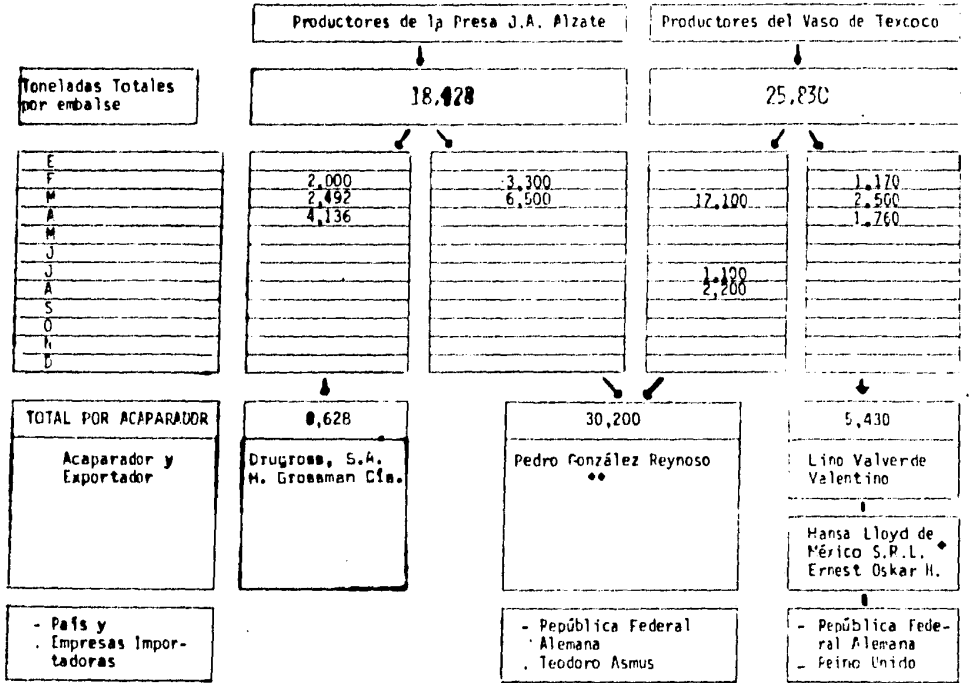 Productores de la Presa J.A. Alzate
Productores del Vaso de Texcoco
Toneladas Totales
por embalse
18,428
25,830
E
F 2,000 3,300 1,170
M 2,492 6,500 17,100 2,500
A 4,136 1,760
M
J
J 1,100
A 2,200
S
O
N
D
TOTAL POR ACAPARADOR
8,628
30,200
5,430
Acaparador y
Exportador
Drugross, S.A.
H. Grossman Cía.
Pedro González Reynoso
**
Lino Valverde
Valentino
Hansa Lloyd de
México S.R.L. *
Ernest Oskar H.
- País y
. Empresas Impor-
tadoras
- República Federal
Alemana
. Teodoro Asmus
- República Fede-
ral Alemana
- Reino Unido